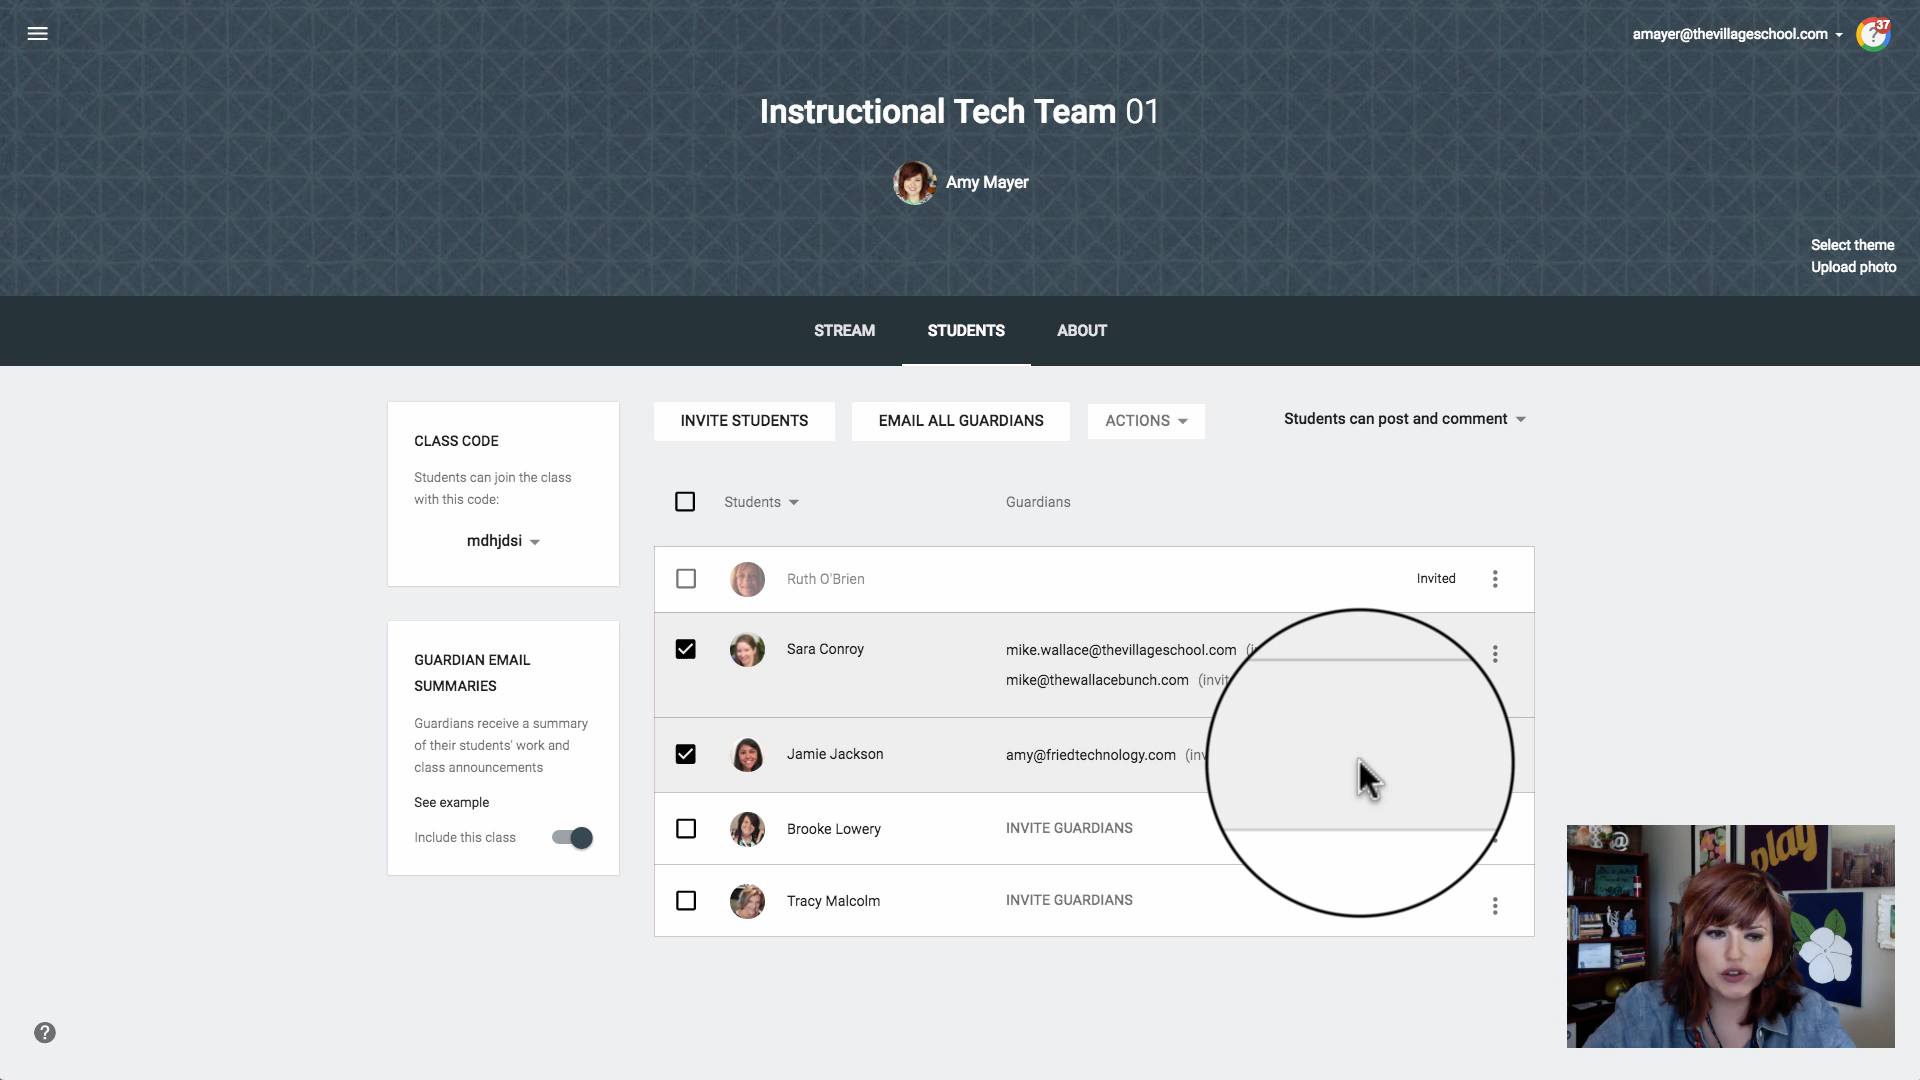 amayer@thevillageschool.com
37
?
Instructional Tech Team 01
Amy Mayer
Select theme
Upload photo
STREAM STUDENTS ABOUT
CLASS CODE
Students can join the class
with this code:
mdhjdsi
GUARDIAN EMAIL
SUMMARIES
Guardians receive a summary
of their students' work and
class announcements
See example
Include this class
INVITE STUDENTS EMAIL ALL GUARDIANS ACTIONS Students can post and comment
Students Guardians
Ruth O'Brien Invited
Sara Conroy mike.wallace@thevillageschool.com
mike@thewallacebunch.com (invit
Jamie Jackson amy@friedtechnology.com (inv
Brooke Lowery INVITE GUARDIANS
Tracy Malcolm INVITE GUARDIANS
play
@
?